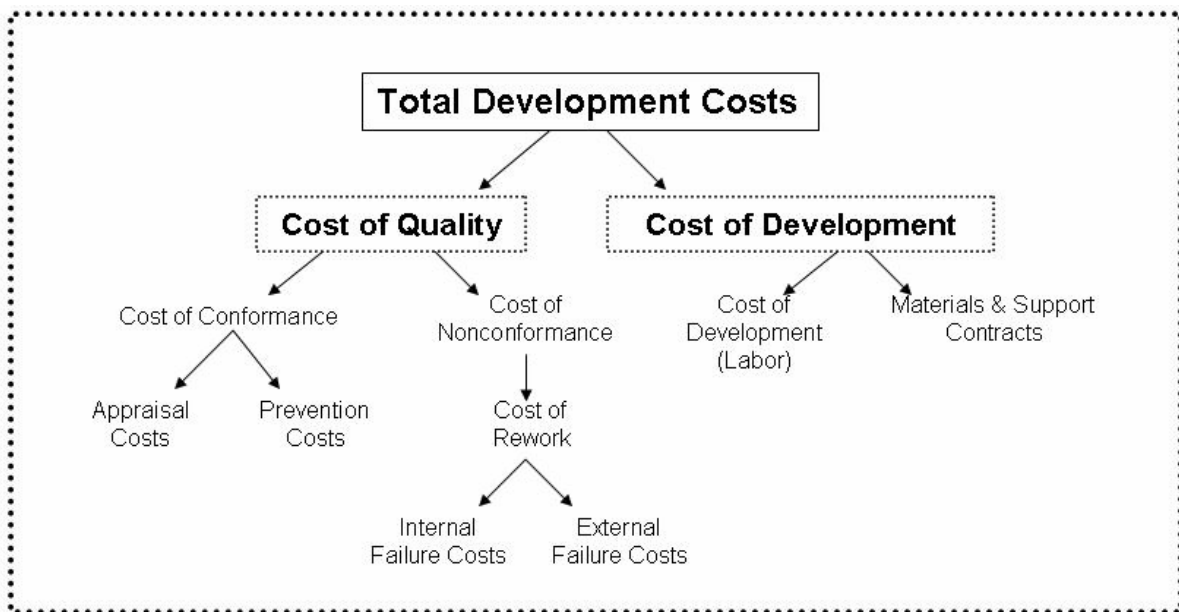 Total Development Costs
Cost of Quality
Cost of Development
Cost of Conformance
Cost of
Nonconformance
Cost of
Development
(Labor)
Materials & Support
Contracts
Appraisal
Costs
Prevention
Costs
Cost of
Rework
Internal
Failure Costs
External
Failure Costs